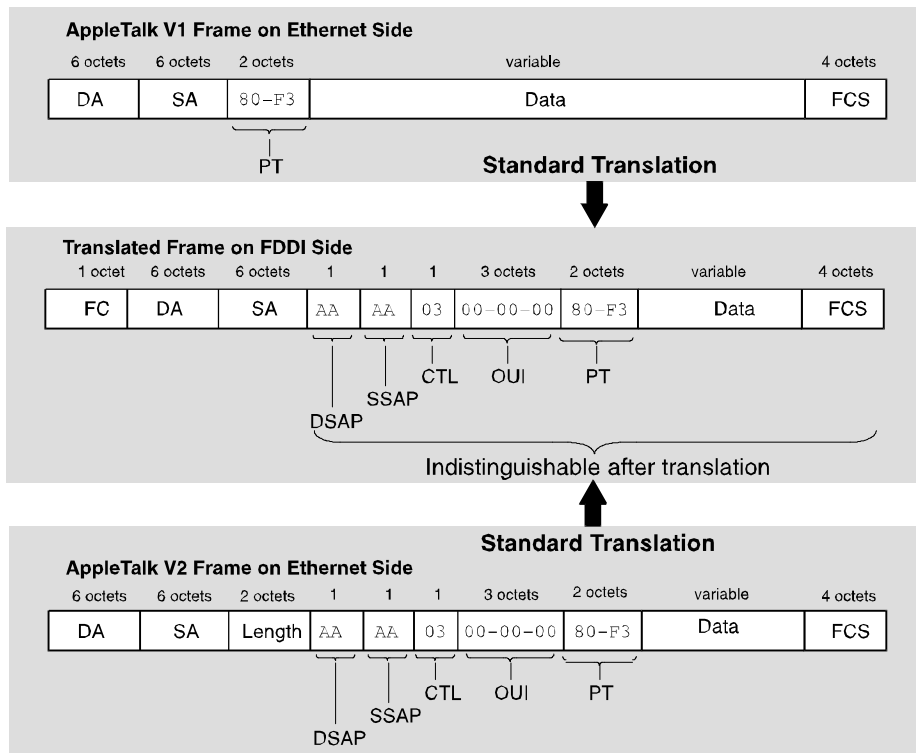 AppleTalk V1 Frame on Ethernet Side
6 octets 6 octets 2 octets variable 4 octets
DA SA 80-F3 Data FCS
PT
Standard Translation
Translated Frame on FDDI Side
1 octet 6 octets 6 octets 1 1 1 3 octets 2 octets variable 4 octets
FC DA SA AA AA 03 00-00-00 80-F3 Data FCS
CTL OUI PT
SSAP
DSAP
Indistinguishable after translation
Standard Translation
AppleTalk V2 Frame on Ethernet Side
6 octets 6 octets 2 octets 1 1 1 3 octets 2 octets variable 4 octets
DA SA Length AA AA 03 00-00-00 80-F3 Data FCS
CTL OUI PT
SSAP
DSAP